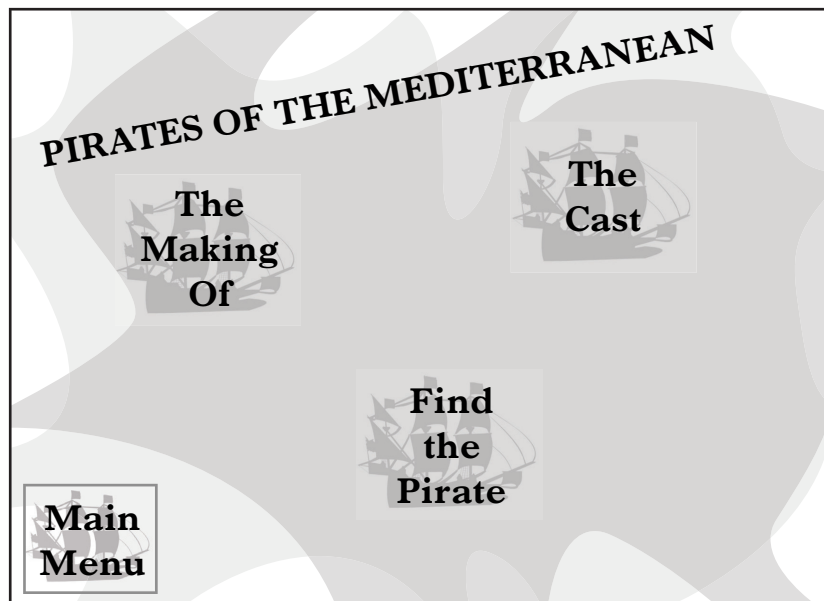 PIRATES OF THE MEDITERRANEAN
The
Making
Of
The
Cast
Find
the
Pirate
Main
Menu